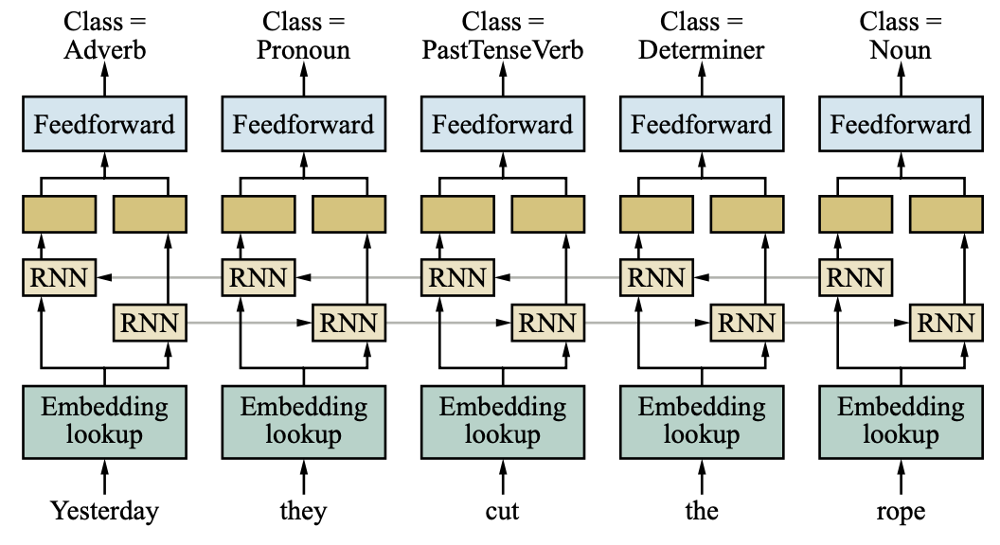 Class =
Adverb
Class =
Pronoun
Class =
PastTenseVerb
Class =
Determiner
Class =
Noun
Feedforward
Feedforward
Feedforward
Feedforward
Feedforward
RNN
RNN
RNN
RNN
RNN
RNN
RNN
RNN
RNN
RNN
Embedding
lookup
Embedding
lookup
Embedding
lookup
Embedding
lookup
Embedding
lookup
Yesterday
they
cut
the
rope